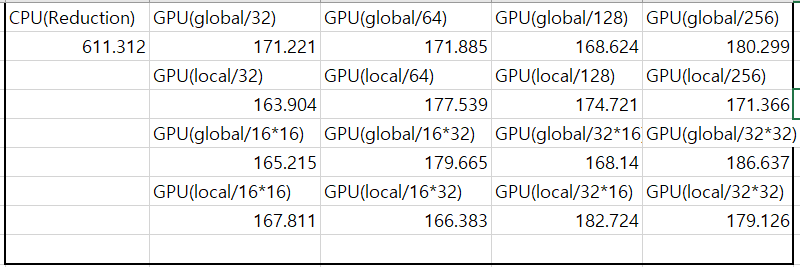 CPU(Reduction) GPU(global/32) GPU(global/64) GPU(global/128) GPU(global/256)
611.312 171.221 171.885 168.624 180.299
GPU(local/32) GPU(local/64) GPU(local/128) GPU(local/256)
163.904 177.539 174.721 171.366
GPU(global/16*16) GPU(global/16*32) GPU(global/32*16 GPU(global/32*32)
165.215 179.665 168.14 186.637
GPU(local/16*16) GPU(local/16*32) GPU(local/32*16) GPU(local/32*32)
167.811 166.383 182.724 179.126